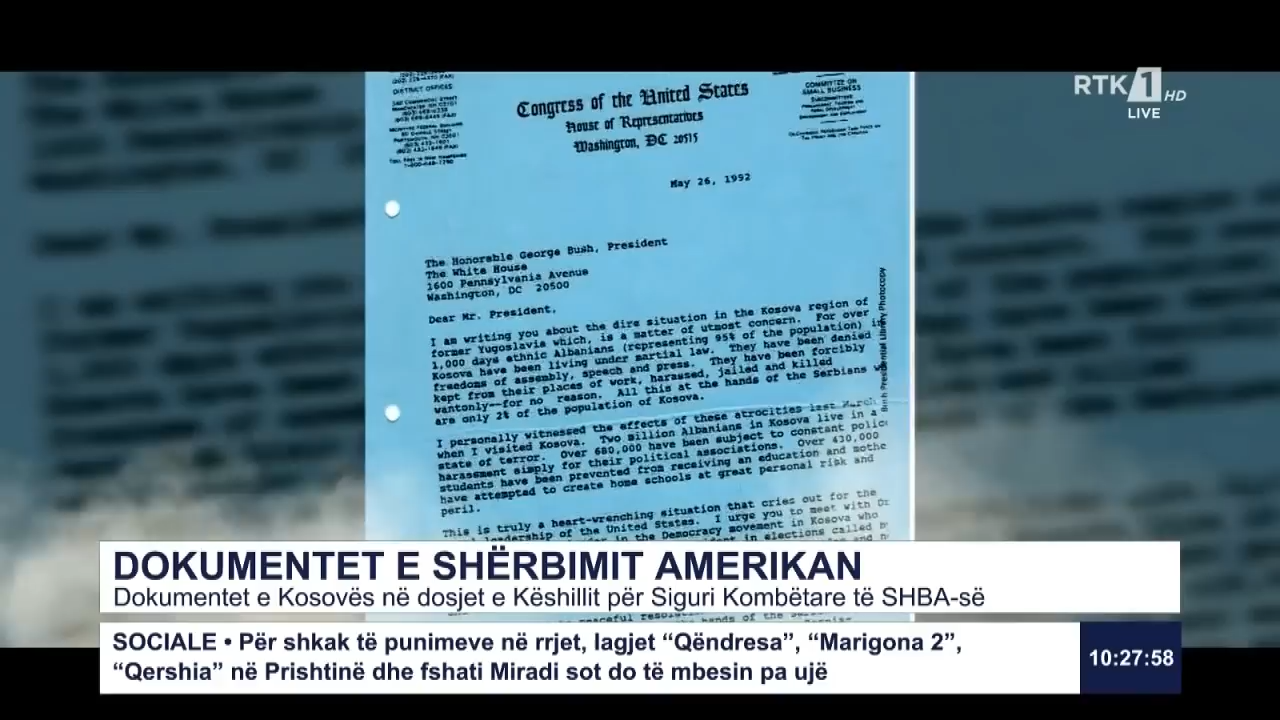 RTK 1 HD
LIVE
DISTRICT OFFICES
COMMITTEE ON
SMALL BUSINESS
Congress of the United States
House of Representatives
Washington, DC 20515
May 26, 1992
The Honorable George Bush, President
The White House
1600 Pennsylvania Avenue
Washington, DC 20500
Dear Mr. President,
I am writing you about the dire situation in the Kosova region of
former Yugoslavia which, is a matter of utmost concern. For over
1,000 days ethnic Albanians (representing 95% of the population) in
Kosova have been living under martial law. They have been denied
freedoms of assembly, speech and press. They have been forcibly
kept from their places of work, harassed, jailed and killed
wantonly--for no reason. All this at the hands of the Serbians
are only 2% of the population of Kosova.
I personally witnessed the effects of these atrocities last March
when I visited Kosova. Two million Albanians in Kosova live in a
state of terror. Over 680,000 have been subject to constant police
harassment simply for their political associations. Over 430,000
students have been prevented from receiving an education and
have attempted to create home schools at great personal risk and
peril.
This is truly a heart-wrenching situation that cries out for the
leadership of the United States. I urge you to meet with
in the Democracy movement in Kosova who
in elections called
Bush Presidential Library Photocopy
DOKUMENTET E SHËRBIMIT AMERIKAN
Dokumentet e Kosovës në dosjet e Këshillit për Siguri Kombëtare të SHBA-së
SOCIALE • Për shkak të punimeve në rrjet, lagjet “Qëndresa”, “Marigona 2”,
“Qershia” në Prishtinë dhe fshati Miradi sot do të mbesin pa ujë
10:27:58